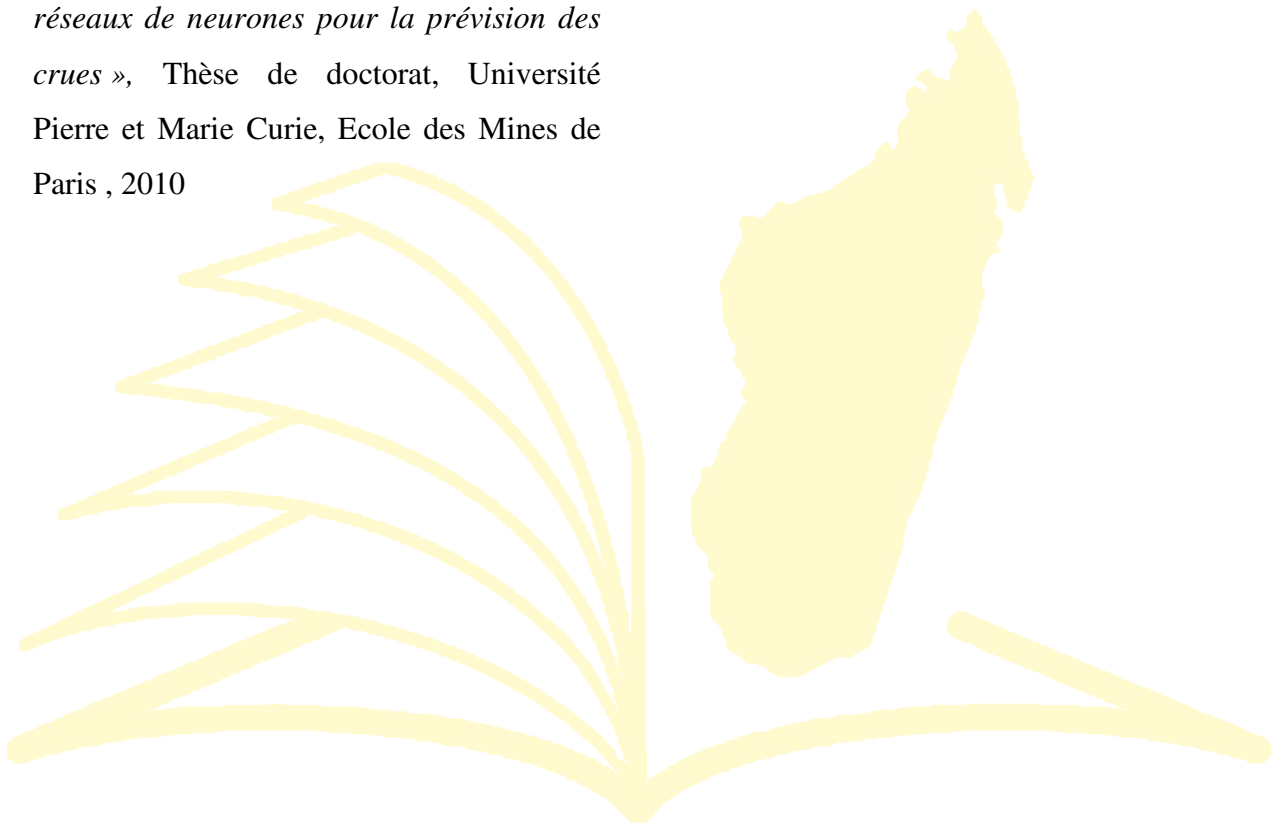 réseaux de neurones pour la prévision des
crues », Thèse de doctorat, Université
Pierre et Marie Curie, Ecole des Mines de
Paris , 2010